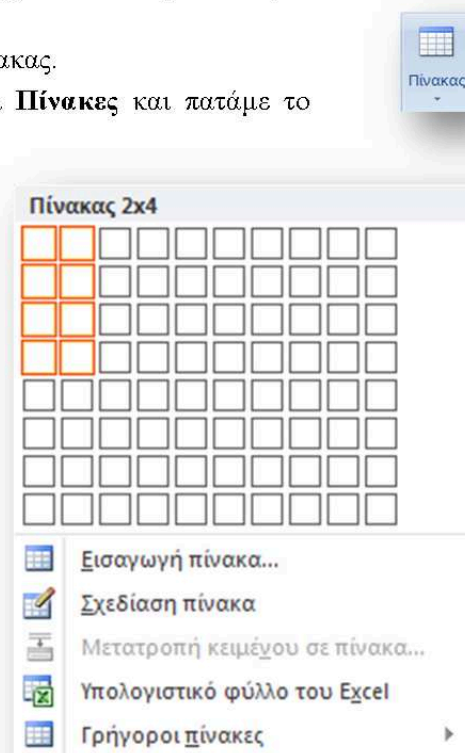 Πίνακας
Πίνακες και πατάμε το
Πίνακας 2x4
Εισαγωγή πίνακα...
Σχεδίαση πίνακα
Μετατροπή κειμένου σε πίνακα...
Υπολογιστικό φύλλο του Excel
Γρήγοροι πίνακες